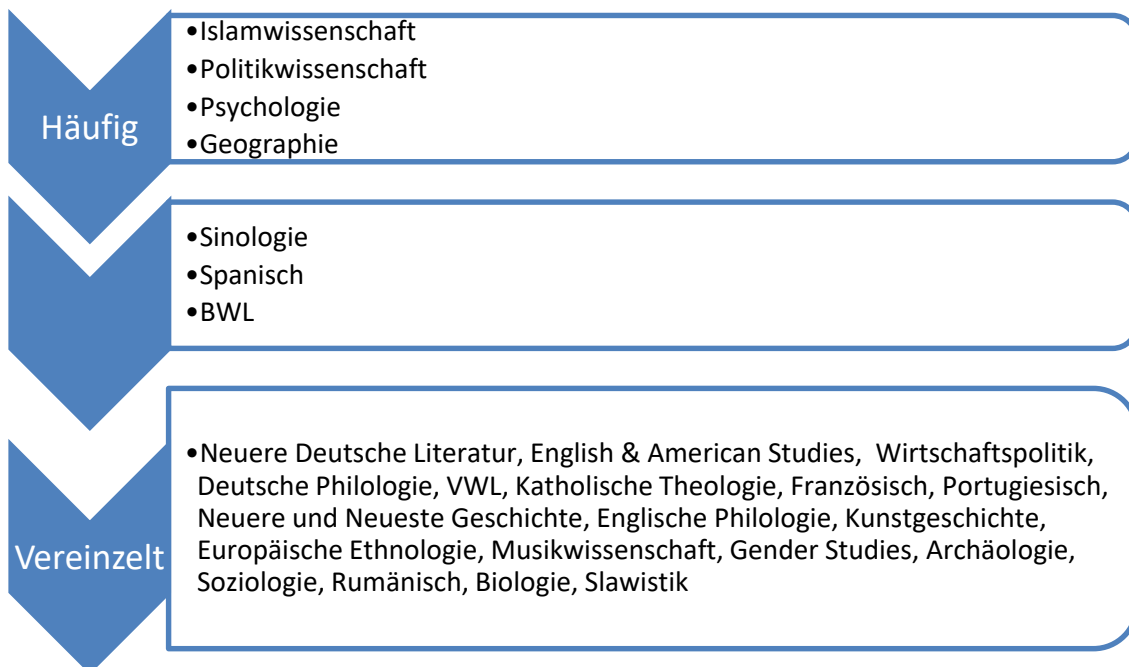 Häufig
•Islamwissenschaft
•Politikwissenschaft
•Psychologie
•Geographie
•Sinologie
•Spanisch
•BWL
Vereinzelt
•Neuere Deutsche Literatur, English & American Studies,  Wirtschaftspolitik,
Deutsche Philologie, VWL, Katholische Theologie, Französisch, Portugiesisch,
Neuere und Neueste Geschichte, Englische Philologie, Kunstgeschichte,
Europäische Ethnologie, Musikwissenschaft, Gender Studies, Archäologie,
Soziologie, Rumänisch, Biologie, Slawistik